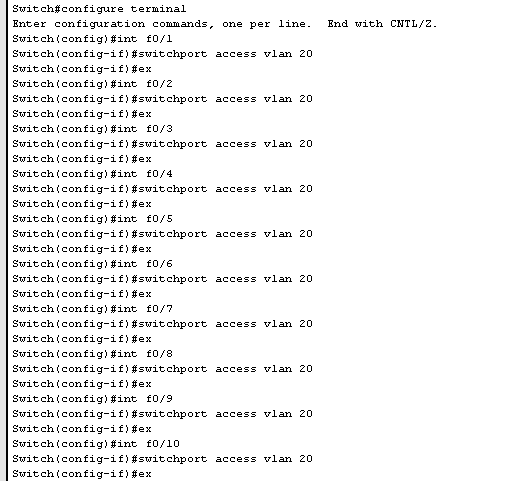 Switch#configure terminal
Enter configuration commands, one per line.  End with CNTL/Z.
Switch(config)#int f0/1
Switch(config-if)#switchport access vlan 20
Switch(config-if)#ex
Switch(config)#int f0/2
Switch(config-if)#switchport access vlan 20
Switch(config-if)#ex
Switch(config)#int f0/3
Switch(config-if)#switchport access vlan 20
Switch(config-if)#ex
Switch(config)#int f0/4
Switch(config-if)#switchport access vlan 20
Switch(config-if)#ex
Switch(config)#int f0/5
Switch(config-if)#switchport access vlan 20
Switch(config-if)#ex
Switch(config)#int f0/6
Switch(config-if)#switchport access vlan 20
Switch(config-if)#ex
Switch(config)#int f0/7
Switch(config-if)#switchport access vlan 20
Switch(config-if)#ex
Switch(config)#int f0/8
Switch(config-if)#switchport access vlan 20
Switch(config-if)#ex
Switch(config)#int f0/9
Switch(config-if)#switchport access vlan 20
Switch(config-if)#ex
Switch(config)#int f0/10
Switch(config-if)#switchport access vlan 20
Switch(config-if)#ex